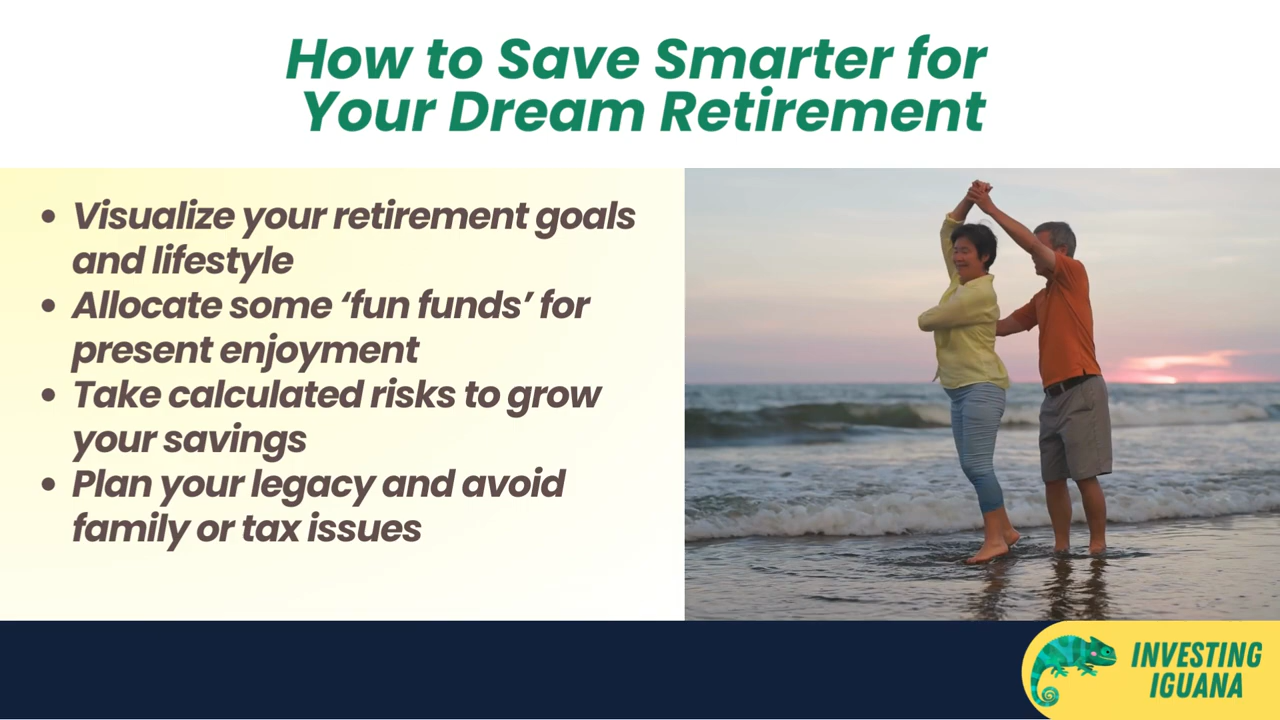 How to Save Smarter for
Your Dream Retirement
• Visualize your retirement goals
and lifestyle
• Allocate some ‘fun funds’ for
present enjoyment
• Take calculated risks to grow
your savings
• Plan your legacy and avoid
family or tax issues
INVESTING
IGUANA